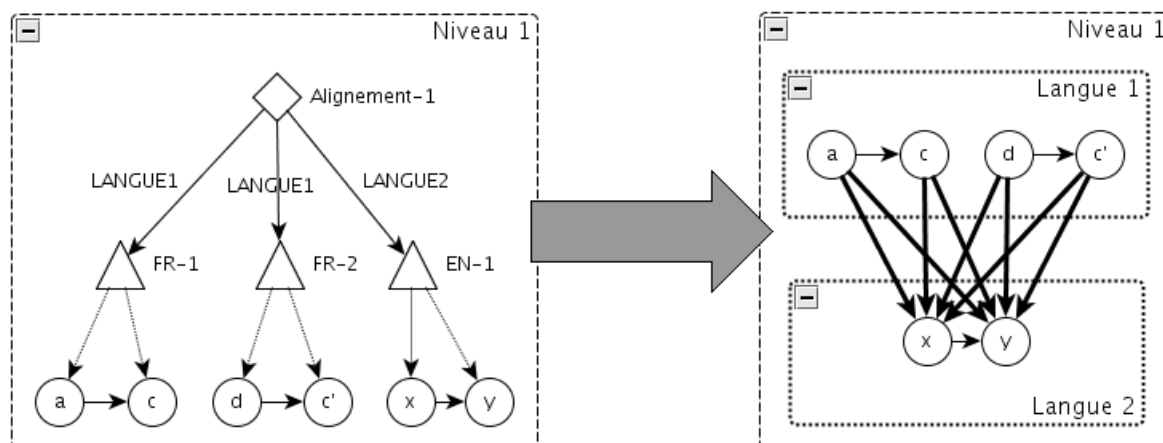 Niveau 1
Alignement-1
LANGUE1
LANGUE1
LANGUE2
FR-1
FR-2
EN-1
a
c
d
c'
x
y
Niveau 1
Langue 1
a
c
d
c'
x
y
Langue 2